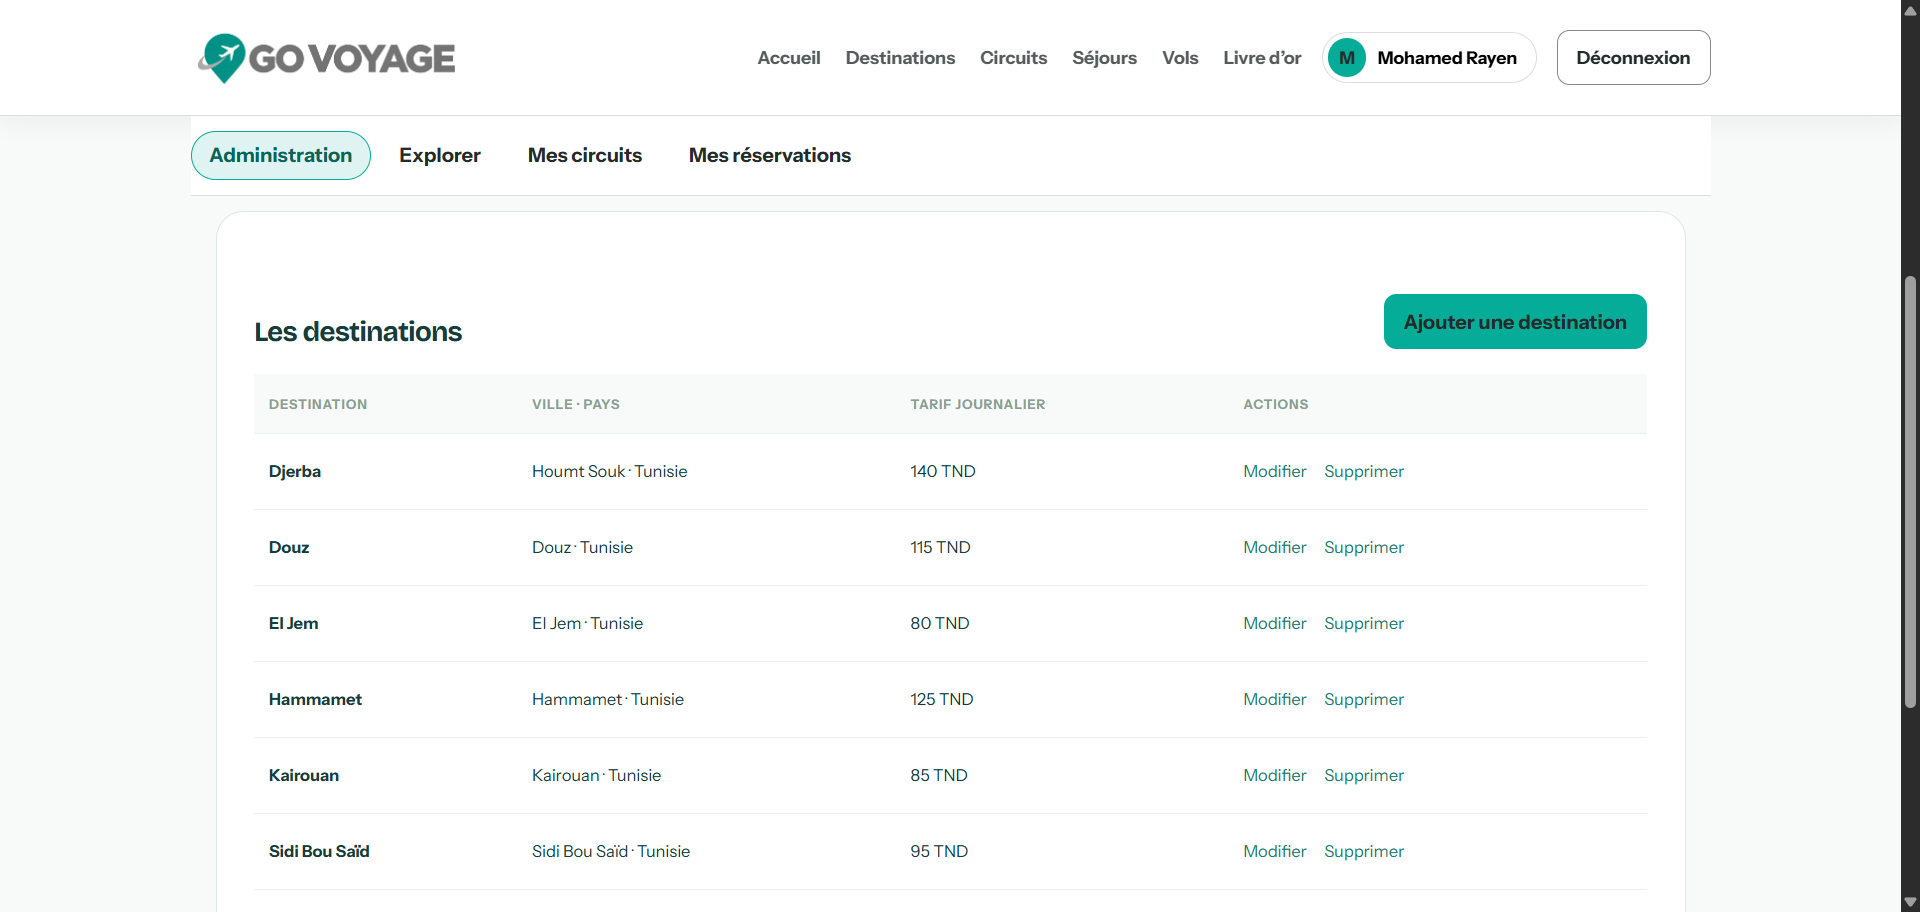 GO VOYAGE
Accueil Destinations Circuits Séjours Vols Livre d’or M Mohamed Rayen Déconnexion
Administration Explorer Mes circuits Mes réservations
Les destinations
Ajouter une destination
DESTINATION VILLE · PAYS TARIF JOURNALIER ACTIONS
Djerba Houmt Souk · Tunisie 140 TND Modifier Supprimer
Douz Douz · Tunisie 115 TND Modifier Supprimer
El Jem El Jem · Tunisie 80 TND Modifier Supprimer
Hammamet Hammamet · Tunisie 125 TND Modifier Supprimer
Kairouan Kairouan · Tunisie 85 TND Modifier Supprimer
Sidi Bou Saïd Sidi Bou Saïd · Tunisie 95 TND Modifier Supprimer